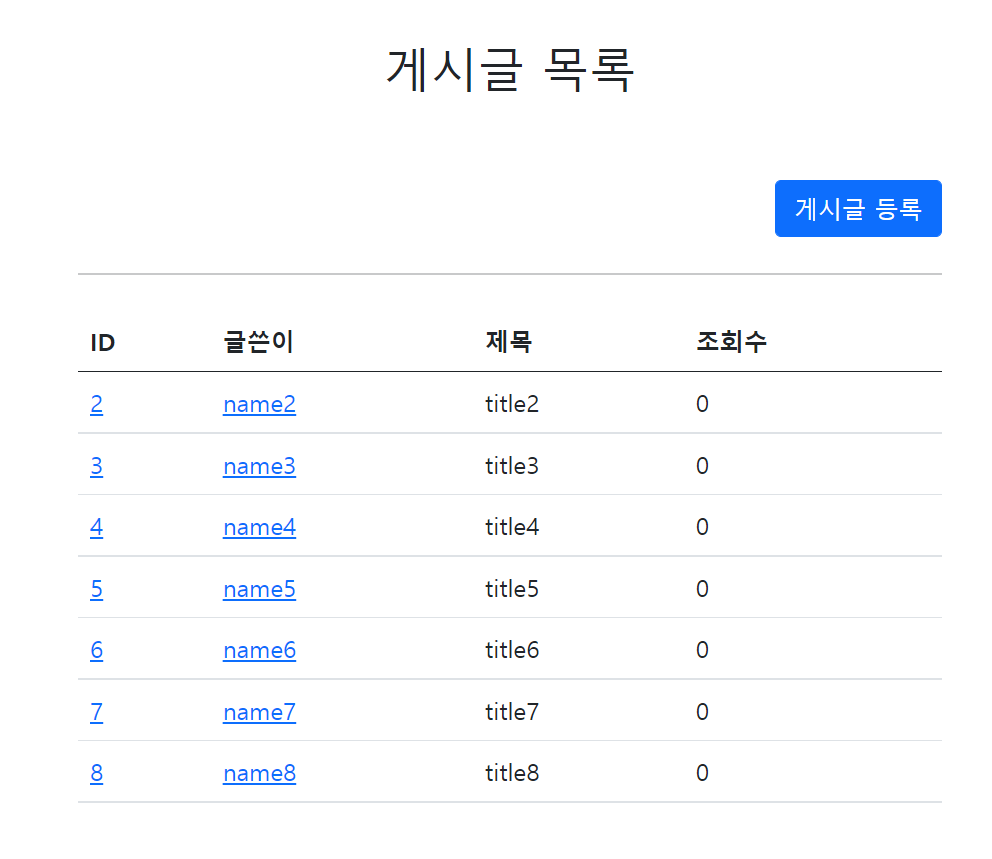 게시글 목록
게시글 등록
ID 글쓴이 제목 조회수
2 name2 title2 0
3 name3 title3 0
4 name4 title4 0
5 name5 title5 0
6 name6 title6 0
7 name7 title7 0
8 name8 title8 0